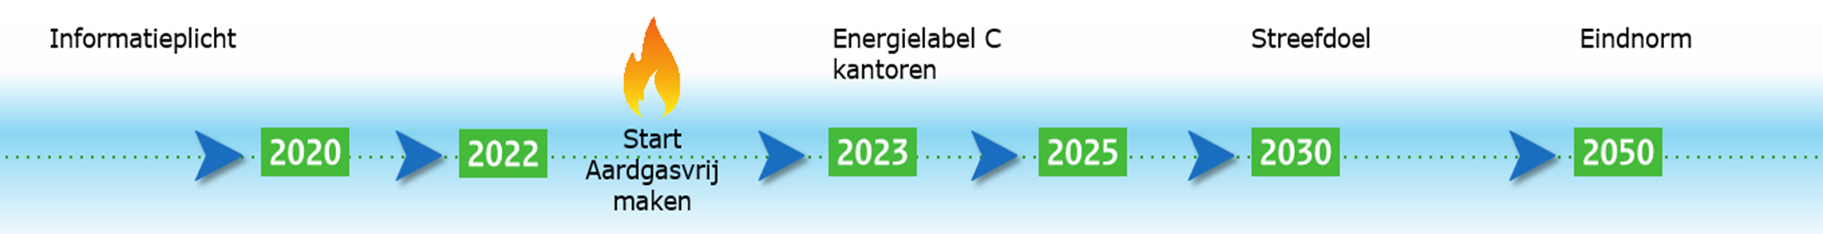 Informatieplicht
2020
2022
Start
Aardgasvrij
maken
Energielabel C
kantoren
2023
2025
Streefdoel
2030
Eindnorm
2050